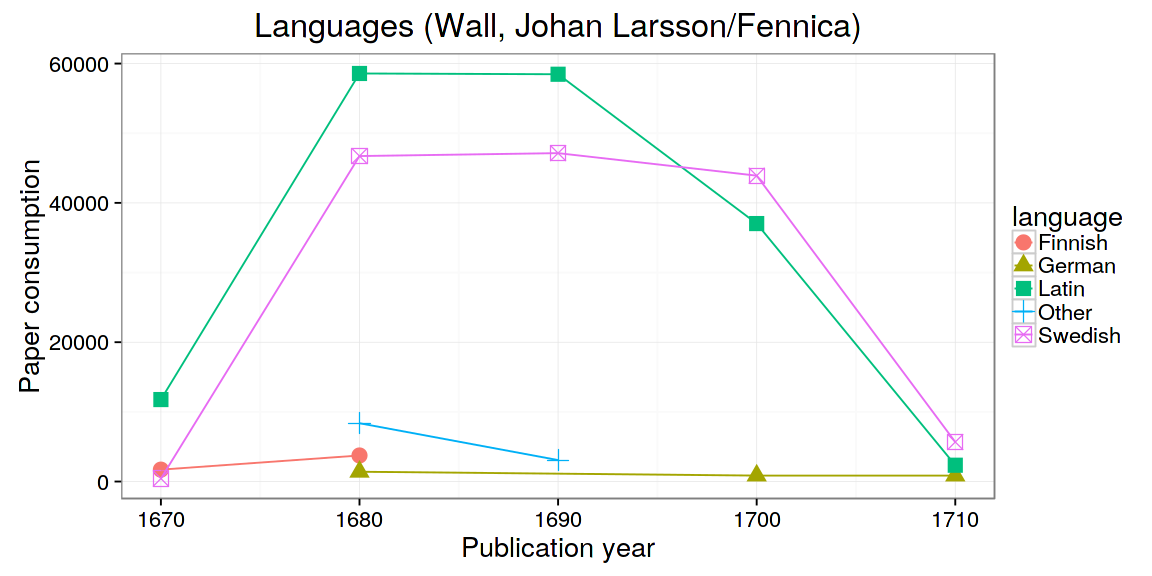 Languages (Wall, Johan Larsson/Fennica)
Paper consumption
60000
40000
20000
0
1670 1680 1690 1700 1710
Publication year
language
Finnish
German
Latin
Other
Swedish